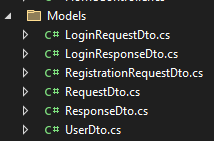 Models
C# LoginRequestDto.cs
C# LoginResponseDto.cs
C# RegistrationRequestDto.cs
C# RequestDto.cs
C# ResponseDto.cs
C# UserDto.cs